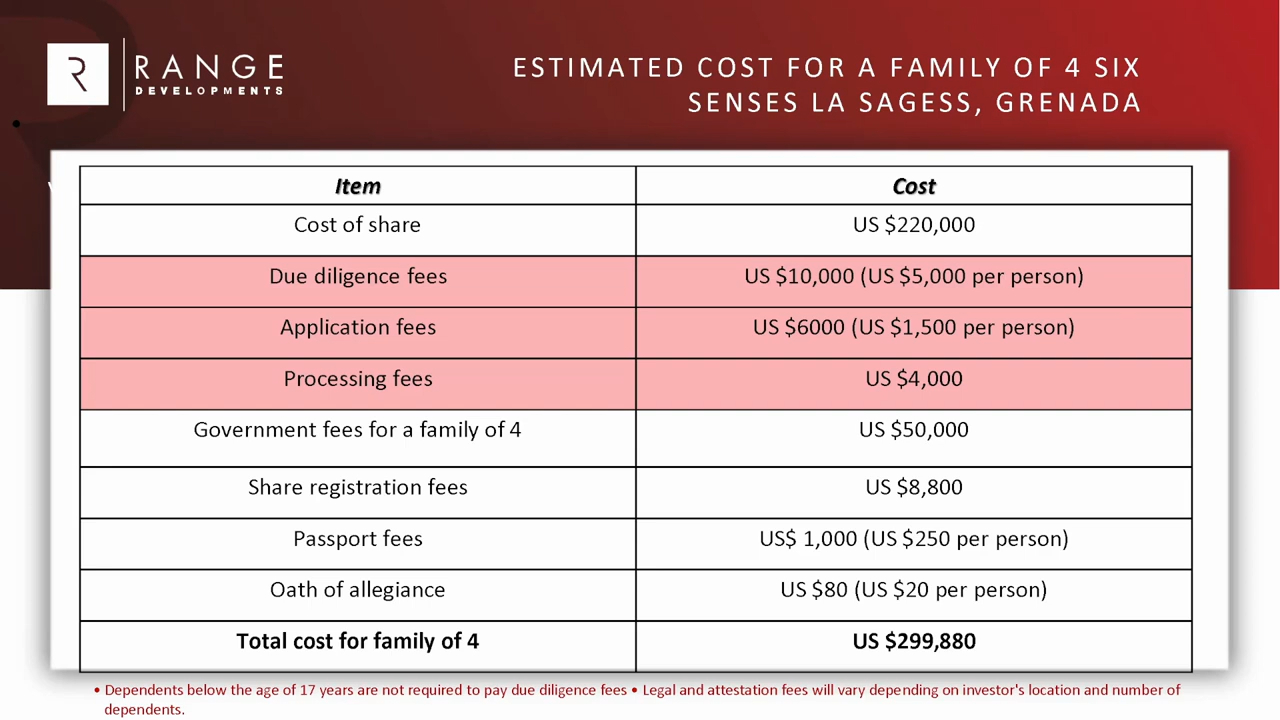 RANGE
DEVELOPMENTS
ESTIMATED COST FOR A FAMILY OF 4 SIX
SENSES LA SAGESS, GRENADA
Item Cost
Cost of share US $220,000
Due diligence fees US $10,000 (US $5,000 per person)
Application fees US $6000 (US $1,500 per person)
Processing fees US $4,000
Government fees for a family of 4 US $50,000
Share registration fees US $8,800
Passport fees US$ 1,000 (US $250 per person)
Oath of allegiance US $80 (US $20 per person)
Total cost for family of 4 US $299,880
• Dependents below the age of 17 years are not required to pay due diligence fees • Legal and attestation fees will vary depending on investor's location and number of
dependents.